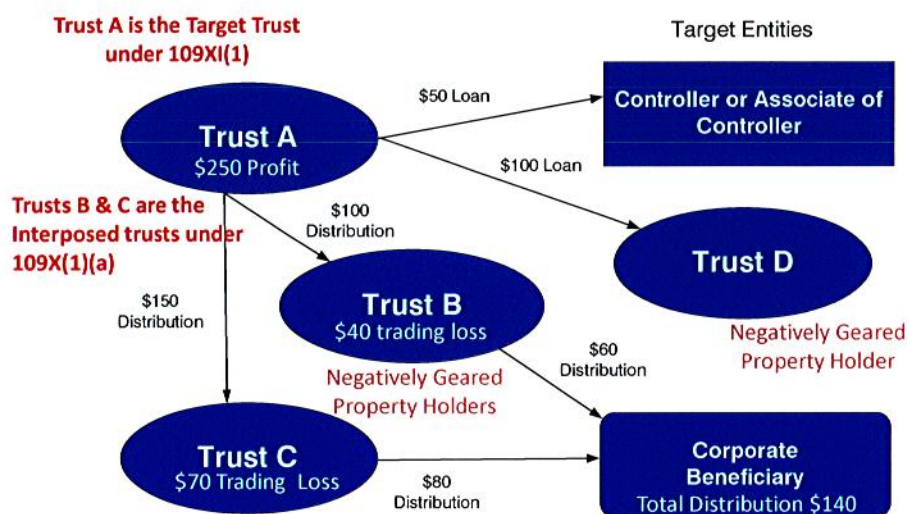 Trust A is the Target Trust
under 109XI(1)
Target Entities
$50 Loan
Controller or Associate of
Controller
Trust A
$250 Profit
$100 Loan
Trusts B & C are the
Interposed trusts under
109X(1)(a)
$100
Distribution
Trust D
$150
Distribution
Trust B
$40 trading loss
Negatively Geared
Property Holder
$60
Distribution
Negatively Geared
Property Holders
Trust C
$70 Trading Loss
$80
Distribution
Corporate
Beneficiary
Total Distribution $140